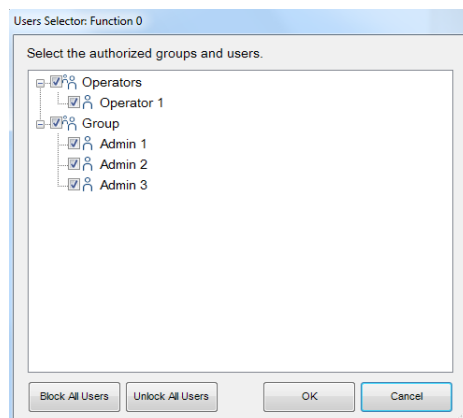 Users Selector: Function 0
Select the authorized groups and users.
Operators
Operator 1
Group
Admin 1
Admin 2
Admin 3
Block All Users Unlock All Users OK Cancel